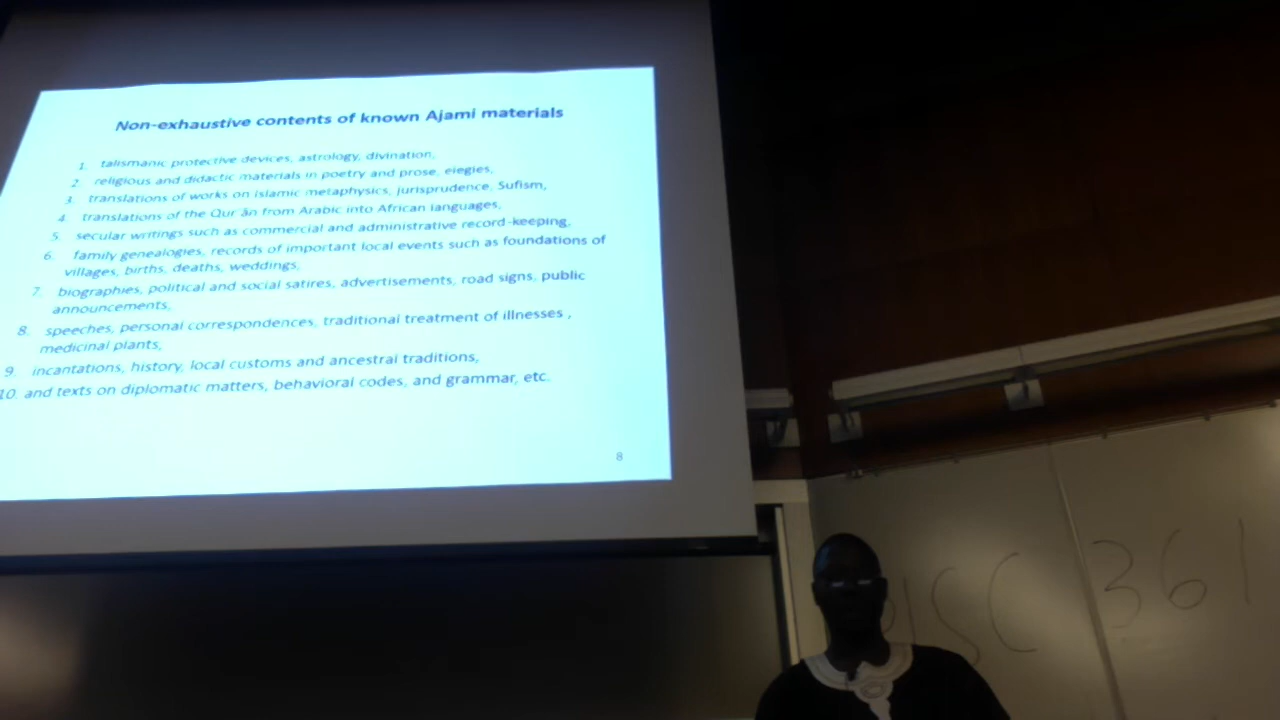 Non-exhaustive contents of known Ajami materials
1. talismanic protective devices, astrology, divination,
2. religious and didactic materials in poetry and prose, elegies,
3. translations of works on islamic metaphysics, jurisprudence, Sufism,
4. translations of the Qur'ān from Arabic into African languages,
5. secular writings such as commercial and administrative record-keeping,
6. family genealogies, records of important local events such as foundations of
villages, births, deaths, weddings,
7. biographies, political and social satires, advertisements, road signs, public
announcements,
8. speeches, personal correspondences, traditional treatment of illnesses ,
medicinal plants,
9. incantations, history, local customs and ancestral traditions,
10. and texts on diplomatic matters, behavioral codes, and grammar, etc.
8
361